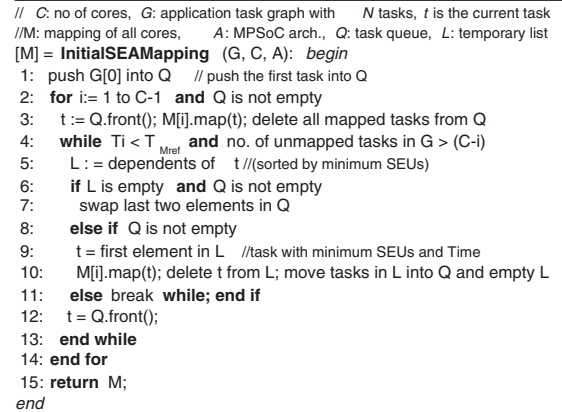 // C: no of cores, G: application task graph with N tasks, t is the current task
//M: mapping of all cores, A: MPSoC arch., Q: task queue, L: temporary list
[M] = InitialSEAMapping (G, C, A): begin
1: push G[0] into Q // push the first task into Q
2: for i:= 1 to C-1 and Q is not empty
3: t := Q.front(); M[i].map(t); delete all mapped tasks from Q
4: while Ti < T Mref and no. of unmapped tasks in G > (C-i)
5: L : = dependents of t //(sorted by minimum SEUs)
6: if L is empty and Q is not empty
7: swap last two elements in Q
8: else if Q is not empty
9: t = first element in L //task with minimum SEUs and Time
10: M[i].map(t); delete t from L; move tasks in L into Q and empty L
11: else break while; end if
12: t = Q.front();
13: end while
14: end for
15: return M;
end